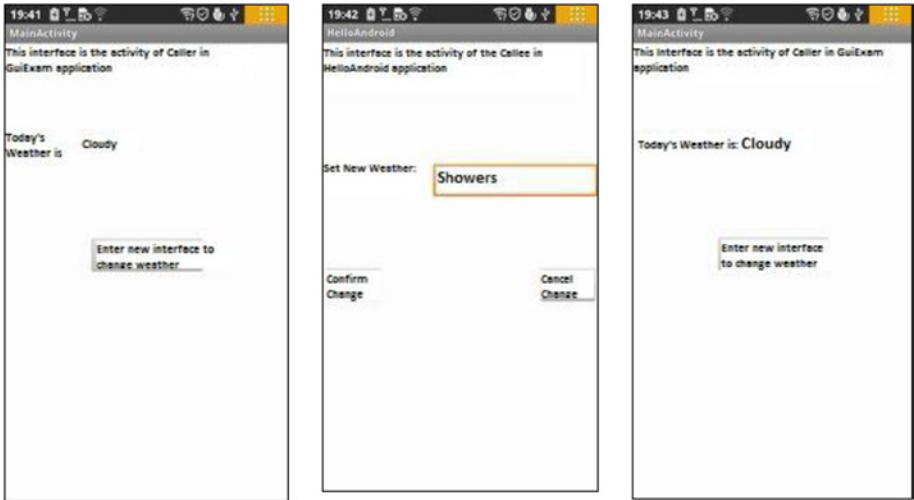 19:41
MainActivity
This interface is the activity of Caller in
GuiExam application
Today's
Weather is
Cloudy
Enter new interface to
change weather
19:42
HelloAndroid
This interface is the activity of the Callee in
HelloAndroid application
Set New Weather:
Showers
Confirm
Change
Cancel
Change
19:43
MainActivity
This Interface is the activity of Caller in GuiExam
application
Today's Weather is: Cloudy
Enter new interface
to change weather